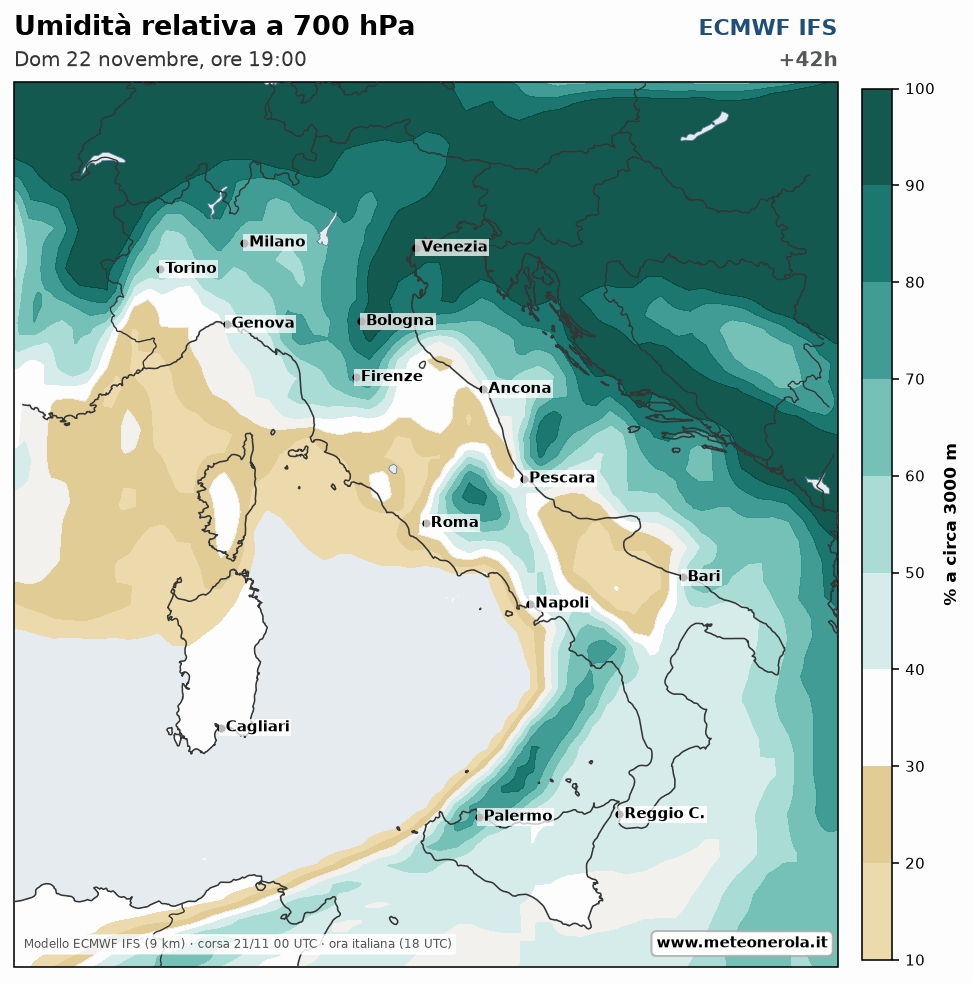 Umidità relativa a 700 hPa
ECMWF IFS
Dom 22 novembre, ore 19:00
+42h
100
90
80
70
60
50
40
30
20
10
% a circa 3000 m
Milano
Venezia
Torino
Genova
Bologna
Firenze
Ancona
Pescara
Roma
Bari
Napoli
Cagliari
Palermo
Reggio C.
Modello ECMWF IFS (9 km) · corsa 21/11 00 UTC · ora italiana (18 UTC)
www.meteonerola.it